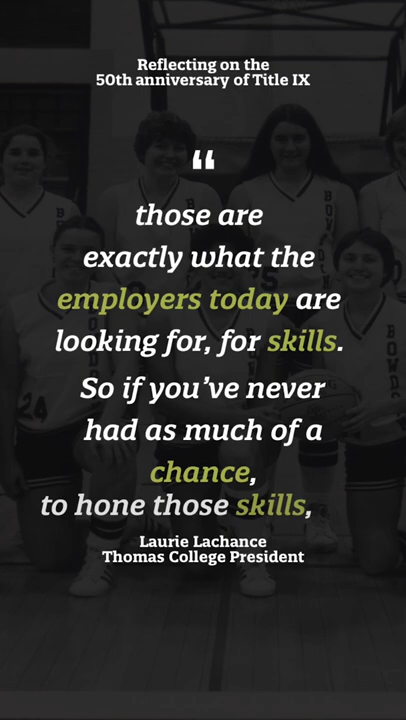 Reflecting on the
50th anniversary of Title IX
“
those are
exactly what the
employers today are
looking for, for skills.
So if you’ve never
had as much of a
chance,
to hone those skills,
Laurie Lachance
Thomas College President
24